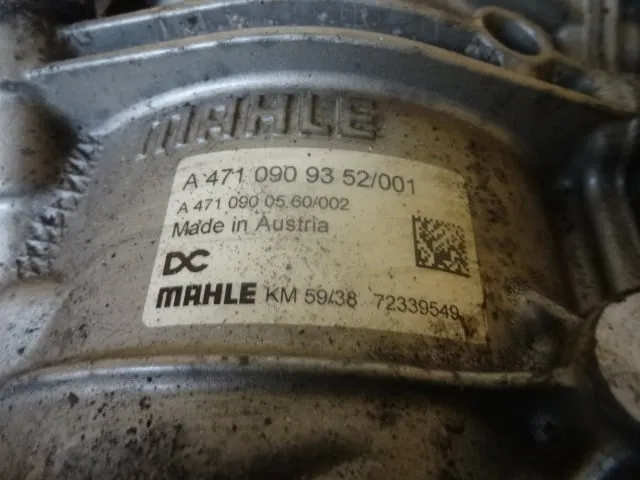 MAHLE
A 471 090 93 52/001
A 471 090 05.60/002
Made in Austria
DC
MAHLE KM 59/38 72339549